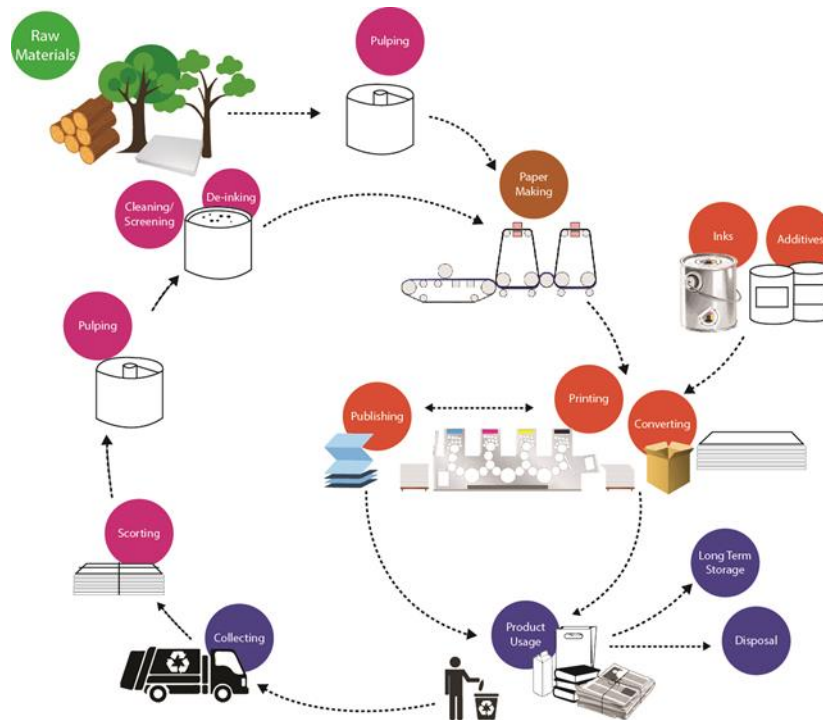 Raw
Materials
Pulping
Paper
Making
Cleaning/
Screening
De-inking
Inks
Additives
Pulping
Publishing
Printing
Converting
Scorting
Long Term
Storage
Collecting
Product
Usage
Disposal